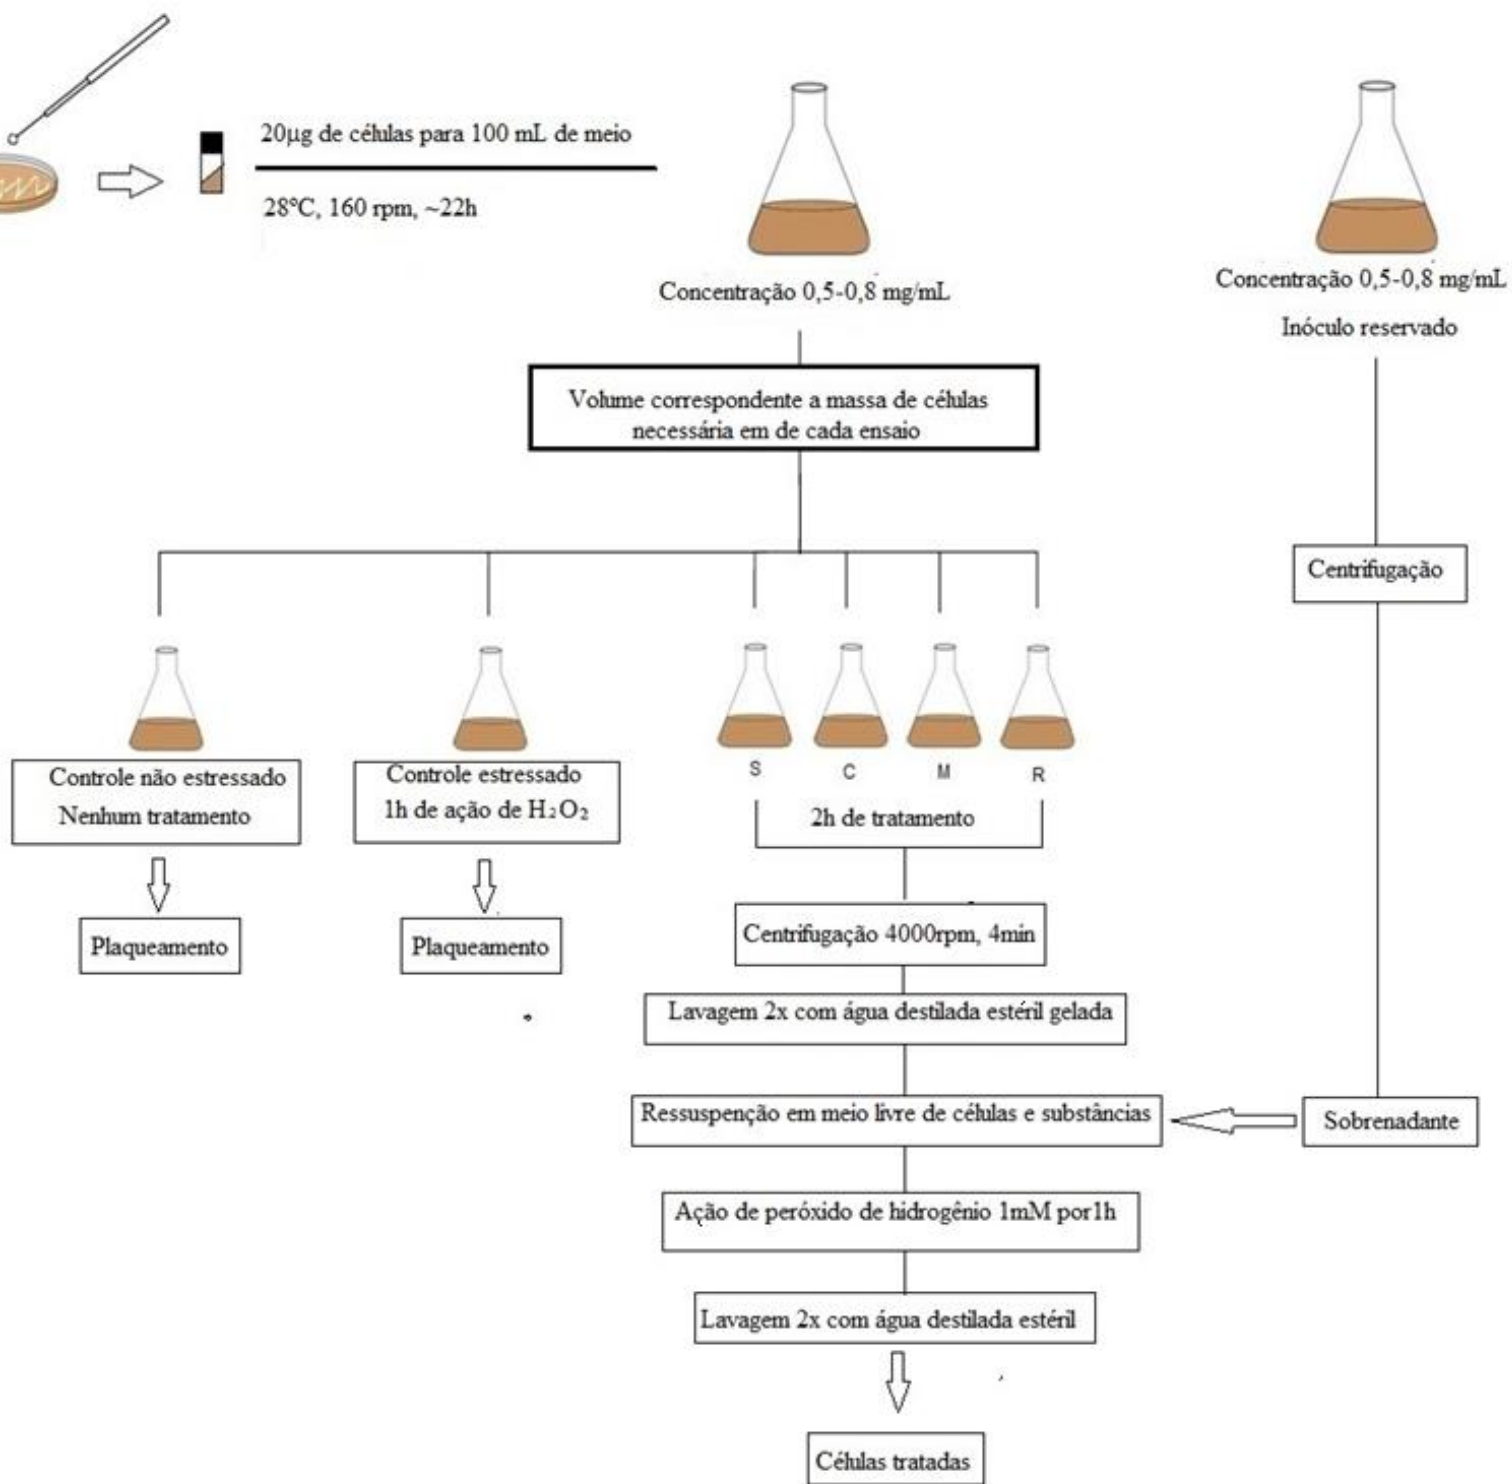 20µg de células para 100 mL de meio
28°C, 160 rpm, ~22h
Concentração 0,5-0,8 mg/mL
Concentração 0,5-0,8 mg/mL
Inóculo reservado
Volume correspondente a massa de células
necessária em de cada ensaio
Centrifugação
Controle não estressado
Nenhum tratamento
Controle estressado
1h de ação de H₂O₂
S C M R
2h de tratamento
Plaqueamento
Plaqueamento
Centrifugação 4000rpm, 4min
Lavagem 2x com água destilada estéril gelada
Ressuspenção em meio livre de células e substâncias
Sobrenadante
Ação de peróxido de hidrogênio 1mM por1h
Lavagem 2x com água destilada estéril
Células tratadas